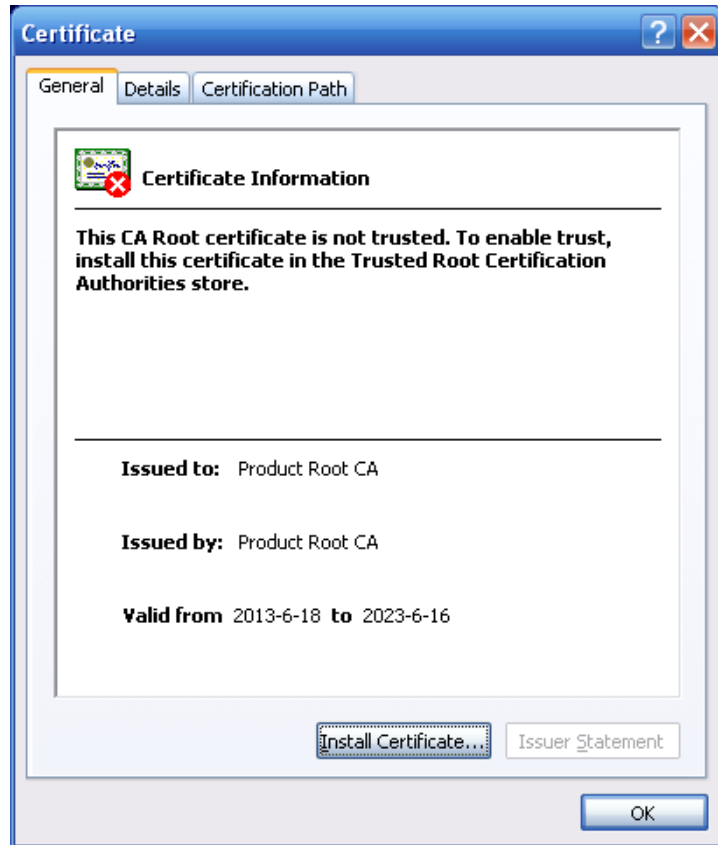 Certificate
General Details Certification Path
Certificate Information
This CA Root certificate is not trusted. To enable trust,
install this certificate in the Trusted Root Certification
Authorities store.
Issued to: Product Root CA
Issued by: Product Root CA
Valid from 2013-6-18 to 2023-6-16
Install Certificate... Issuer Statement
OK